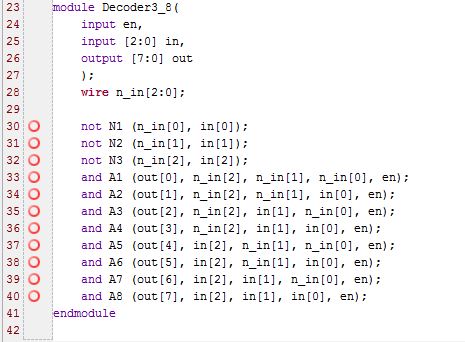 23 module Decoder3_8(
24 input en,
25 input [2:0] in,
26 output [7:0] out
27 );
28 wire n_in[2:0];
29
30 not N1 (n_in[0], in[0]);
31 not N2 (n_in[1], in[1]);
32 not N3 (n_in[2], in[2]);
33 and A1 (out[0], n_in[2], n_in[1], n_in[0], en);
34 and A2 (out[1], n_in[2], n_in[1], in[0], en);
35 and A3 (out[2], n_in[2], in[1], n_in[0], en);
36 and A4 (out[3], n_in[2], in[1], in[0], en);
37 and A5 (out[4], in[2], n_in[1], n_in[0], en);
38 and A6 (out[5], in[2], n_in[1], in[0], en);
39 and A7 (out[6], in[2], in[1], n_in[0], en);
40 and A8 (out[7], in[2], in[1], in[0], en);
41 endmodule
42